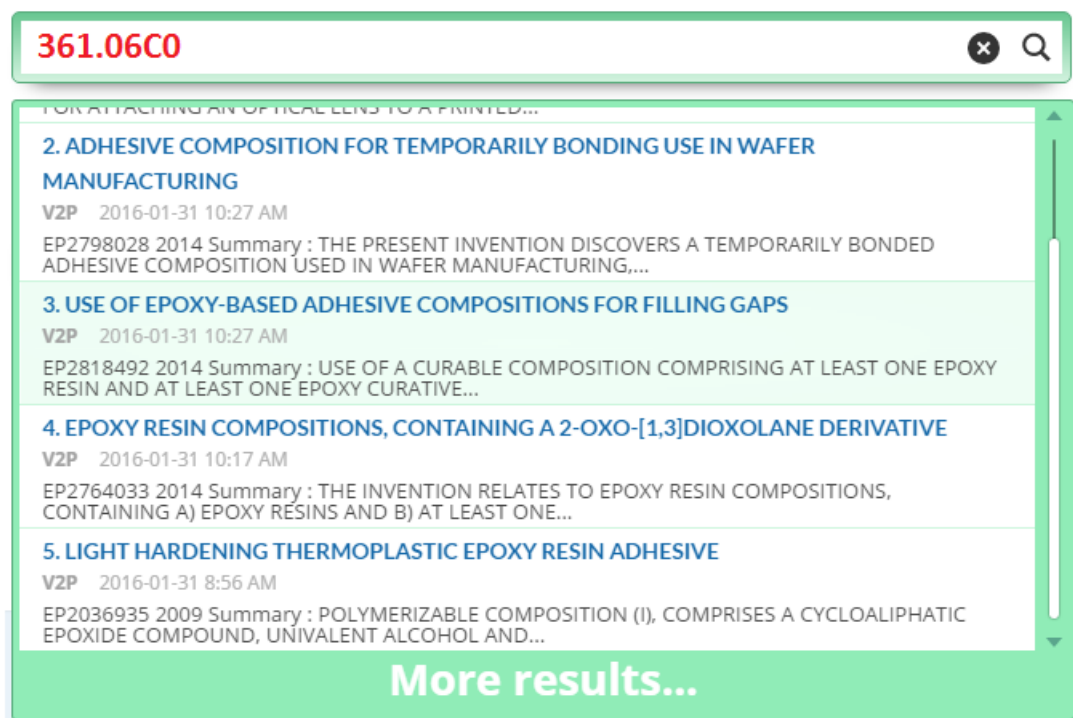 361.06C0
FOR ATTACHING AN OPTICAL LENS TO A PRINTED...
2. ADHESIVE COMPOSITION FOR TEMPORARILY BONDING USE IN WAFER
MANUFACTURING
V2P 2016-01-31 10:27 AM
EP2798028 2014 Summary : THE PRESENT INVENTION DISCOVERS A TEMPORARILY BONDED
ADHESIVE COMPOSITION USED IN WAFER MANUFACTURING,...
3. USE OF EPOXY-BASED ADHESIVE COMPOSITIONS FOR FILLING GAPS
V2P 2016-01-31 10:27 AM
EP2818492 2014 Summary : USE OF A CURABLE COMPOSITION COMPRISING AT LEAST ONE EPOXY
RESIN AND AT LEAST ONE EPOXY CURATIVE...
4. EPOXY RESIN COMPOSITIONS, CONTAINING A 2-OXO-[1,3]DIOXOLANE DERIVATIVE
V2P 2016-01-31 10:17 AM
EP2764033 2014 Summary : THE INVENTION RELATES TO EPOXY RESIN COMPOSITIONS,
CONTAINING A) EPOXY RESINS AND B) AT LEAST ONE...
5. LIGHT HARDENING THERMOPLASTIC EPOXY RESIN ADHESIVE
V2P 2016-01-31 8:56 AM
EP2036935 2009 Summary : POLYMERIZABLE COMPOSITION (I), COMPRISES A CYCLOALIPHATIC
EPOXIDE COMPOUND, UNIVALENT ALCOHOL AND...
More results...